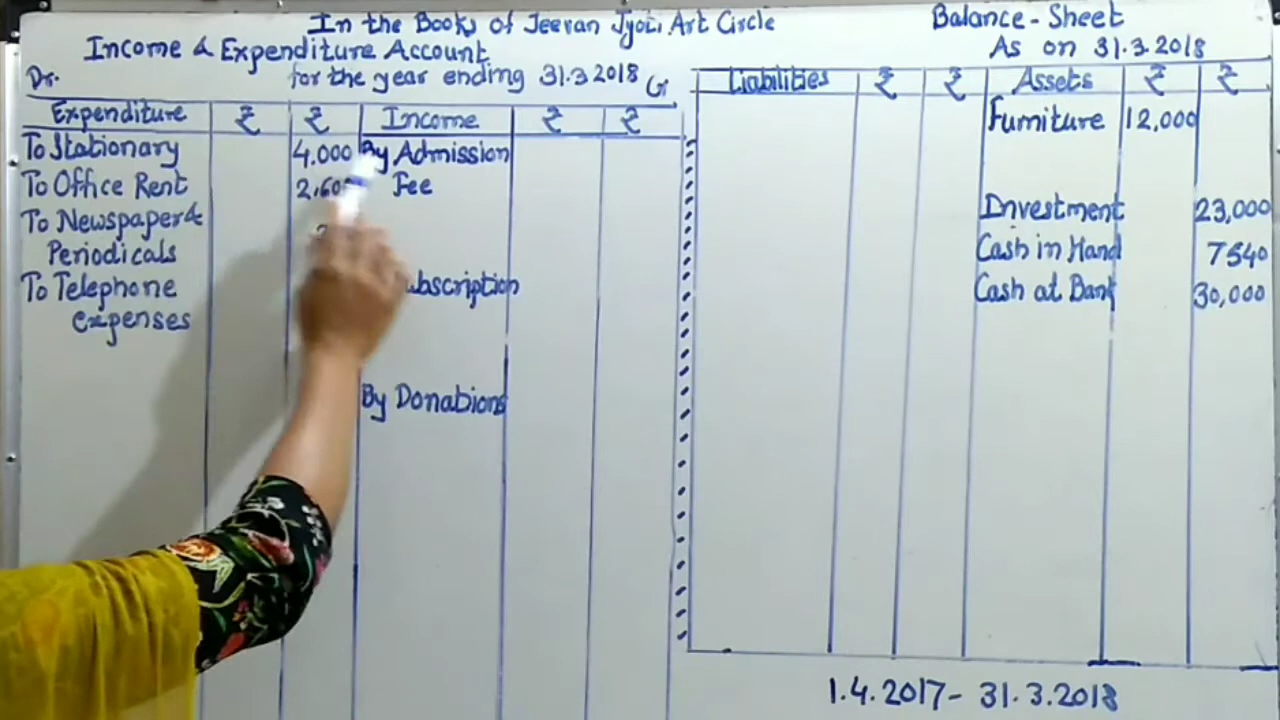 In the Books of Jeevan Jyoti Art Circle
Income & Expenditure Account
for the year ending 31.3 2018
Dr. Cr
Expenditure ₹ ₹ Income ₹ ₹
To Stationary 4.000 By Admission
To Office Rent Fee
To Newspaper &
Periodicals
To Telephone ubscription
expenses
By Donabions
Balance-Sheet
As on 31.3.2018
Liabilities ₹ ₹ Assets ₹ ₹
Furniture 12,000
Investment 23,000
Cash in Hand 7540
Cash at Bank 30,000
1.4.2017- 31.3.2018